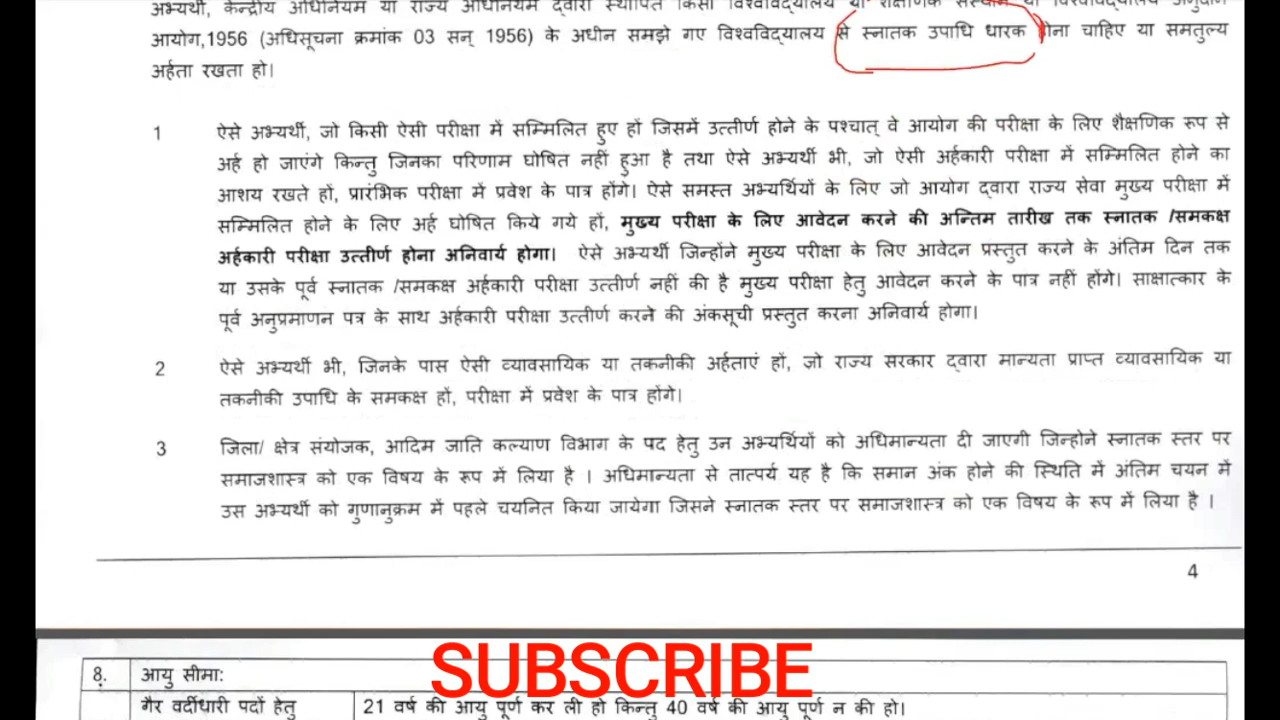 अभ्यर्थी, केन्द्रीय अधिनियम या राज्य अधिनियम द्वारा स्थापित किसी विश्वविद्यालय या शैक्षणिक संस्थान या विश्वविद्यालय अनुदान
आयोग,1956 (अधिसूचना क्रमांक 03 सन् 1956) के अधीन समझे गए विश्वविद्यालय से स्नातक उपाधि धारक होना चाहिए या समतुल्य
अर्हता रखता हो।
1 ऐसे अभ्यर्थी, जो किसी ऐसी परीक्षा में सम्मिलित हुए हों जिसमें उत्तीर्ण होने के पश्चात् वे आयोग की परीक्षा के लिए शैक्षणिक रूप से
अर्ह हो जाएंगे किन्तु जिनका परिणाम घोषित नहीं हुआ है तथा ऐसे अभ्यर्थी भी, जो ऐसी अर्हकारी परीक्षा में सम्मिलित होने का
आशय रखते हों, प्रारंभिक परीक्षा में प्रवेश के पात्र होंगे। ऐसे समस्त अभ्यर्थियों के लिए जो आयोग द्वारा राज्य सेवा मुख्य परीक्षा में
सम्मिलित होने के लिए अर्ह घोषित किये गये हों, मुख्य परीक्षा के लिए आवेदन करने की अन्तिम तारीख तक स्नातक /समकक्ष
अर्हकारी परीक्षा उत्तीर्ण होना अनिवार्य होगा। ऐसे अभ्यर्थी जिन्होंने मुख्य परीक्षा के लिए आवेदन प्रस्तुत करने के अंतिम दिन तक
या उसके पूर्व स्नातक /समकक्ष अर्हकारी परीक्षा उत्तीर्ण नहीं की है मुख्य परीक्षा हेतु आवेदन करने के पात्र नहीं होंगे। साक्षात्कार के
पूर्व अनुप्रमाणन पत्र के साथ अर्हकारी परीक्षा उत्तीर्ण करने की अंकसूची प्रस्तुत करना अनिवार्य होगा।
2 ऐसे अभ्यर्थी भी, जिनके पास ऐसी व्यावसायिक या तकनीकी अर्हताएं हों, जो राज्य सरकार द्वारा मान्यता प्राप्त व्यावसायिक या
तकनीकी उपाधि के समकक्ष हों, परीक्षा में प्रवेश के पात्र होंगे।
3 जिला/ क्षेत्र संयोजक, आदिम जाति कल्याण विभाग के पद हेतु उन अभ्यर्थियों को अधिमान्यता दी जाएगी जिन्होने स्नातक स्तर पर
समाजशास्त्र को एक विषय के रूप में लिया है । अधिमान्यता से तात्पर्य यह है कि समान अंक होने की स्थिति में अंतिम चयन में
उस अभ्यर्थी को गुणानुक्रम में पहले चयनित किया जायेगा जिसने स्नातक स्तर पर समाजशास्त्र को एक विषय के रूप में लिया है ।
4
SUBSCRIBE
8. आयु सीमा:
गैर वर्दीधारी पदों हेतु 21 वर्ष की आयु पूर्ण कर ली हो किन्तु 40 वर्ष की आयु पूर्ण न की हो।